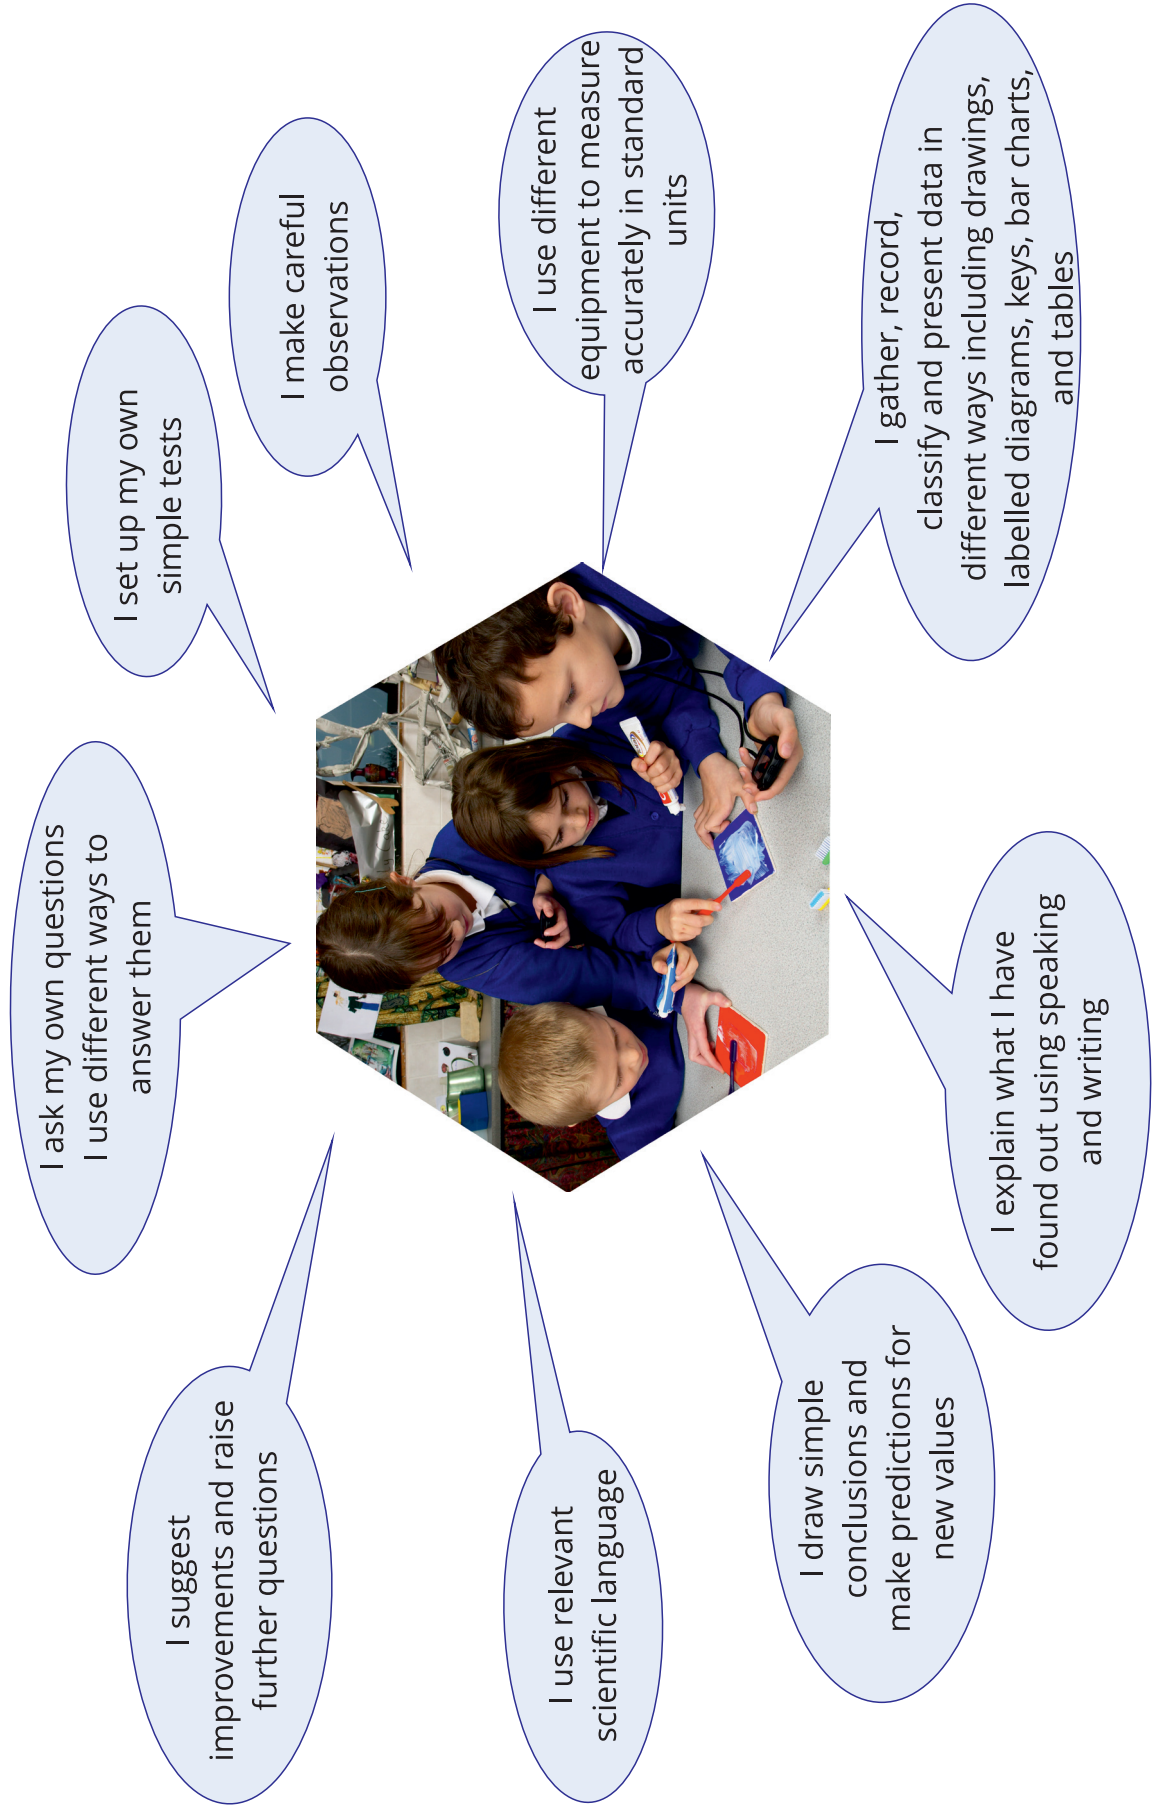 I ask my own questions
I use different ways to
answer them
I set up my own
simple tests
I make careful
observations
I use different
equipment to measure
accurately in standard
units
I gather, record,
classify and present data in
different ways including drawings,
labelled diagrams, keys, bar charts,
and tables
I explain what I have
found out using speaking
and writing
I draw simple
conclusions and
make predictions for
new values
I use relevant
scientific language
I suggest
improvements and raise
further questions